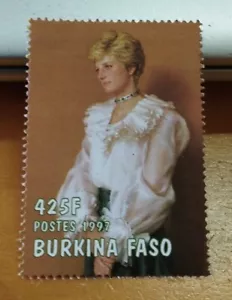 425F
POSTES 1997
BURKINA FASO